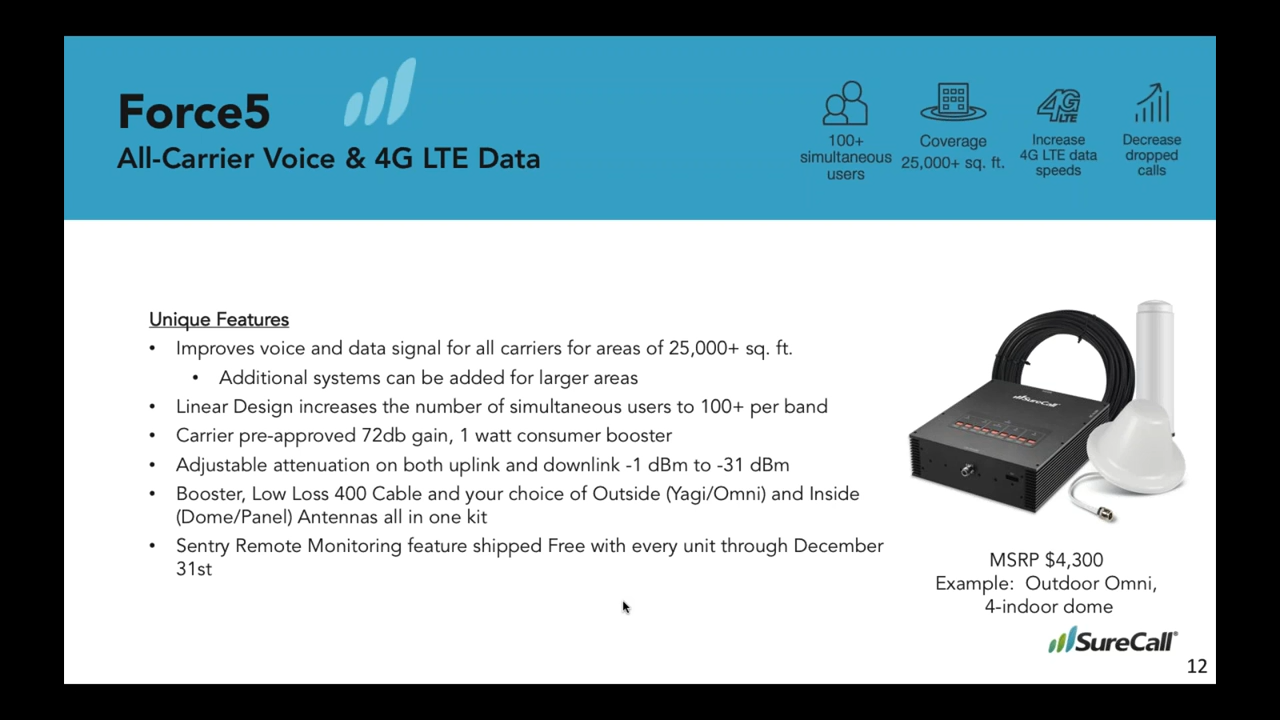 Force5
All-Carrier Voice & 4G LTE Data
100+
simultaneous
users
Coverage
25,000+ sq. ft.
4G
LTE
Increase
4G LTE data
speeds
Decrease
dropped
calls
Unique Features
• Improves voice and data signal for all carriers for areas of 25,000+ sq. ft.
• Additional systems can be added for larger areas
• Linear Design increases the number of simultaneous users to 100+ per band
• Carrier pre-approved 72db gain, 1 watt consumer booster
• Adjustable attenuation on both uplink and downlink -1 dBm to -31 dBm
• Booster, Low Loss 400 Cable and your choice of Outside (Yagi/Omni) and Inside
(Dome/Panel) Antennas all in one kit
• Sentry Remote Monitoring feature shipped Free with every unit through December
31st
SureCall
MSRP $4,300
Example: Outdoor Omni,
4-indoor dome
SureCall®
12